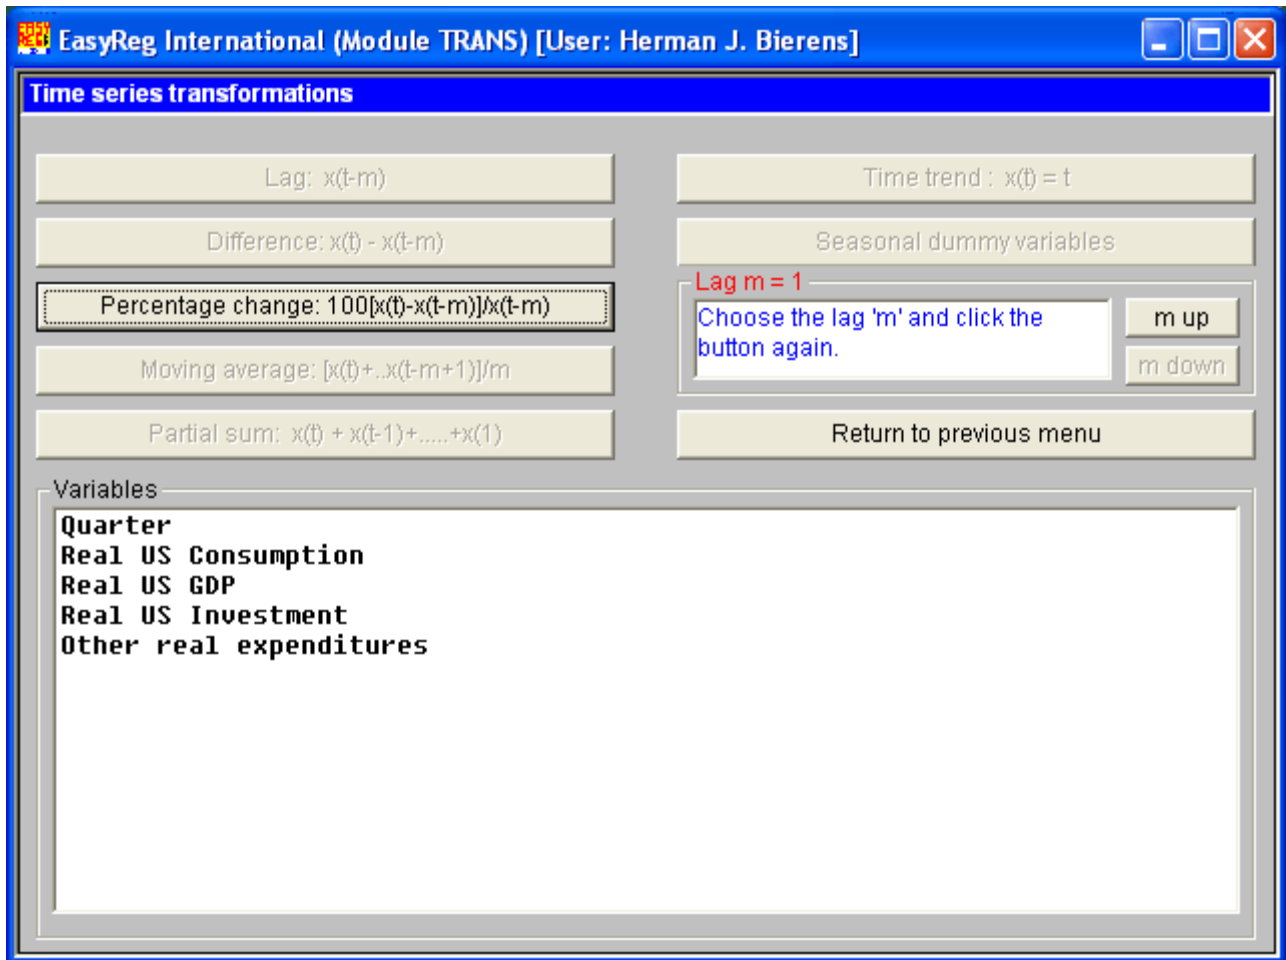 EasyReg International (Module TRANS) [User: Herman J. Bierens]
Time series transformations
Lag: x(t-m)
Difference: x(t) - x(t-m)
Percentage change: 100[x(t)-x(t-m)]/x(t-m)
Moving average: [x(t)+..x(t-m+1)]/m
Partial sum: x(t) + x(t-1)+.....+x(1)
Time trend : x(t) = t
Seasonal dummy variables
Lag m = 1
Choose the lag 'm' and click the
button again.
m up
m down
Return to previous menu
Variables
Quarter
Real US Consumption
Real US GDP
Real US Investment
Other real expenditures